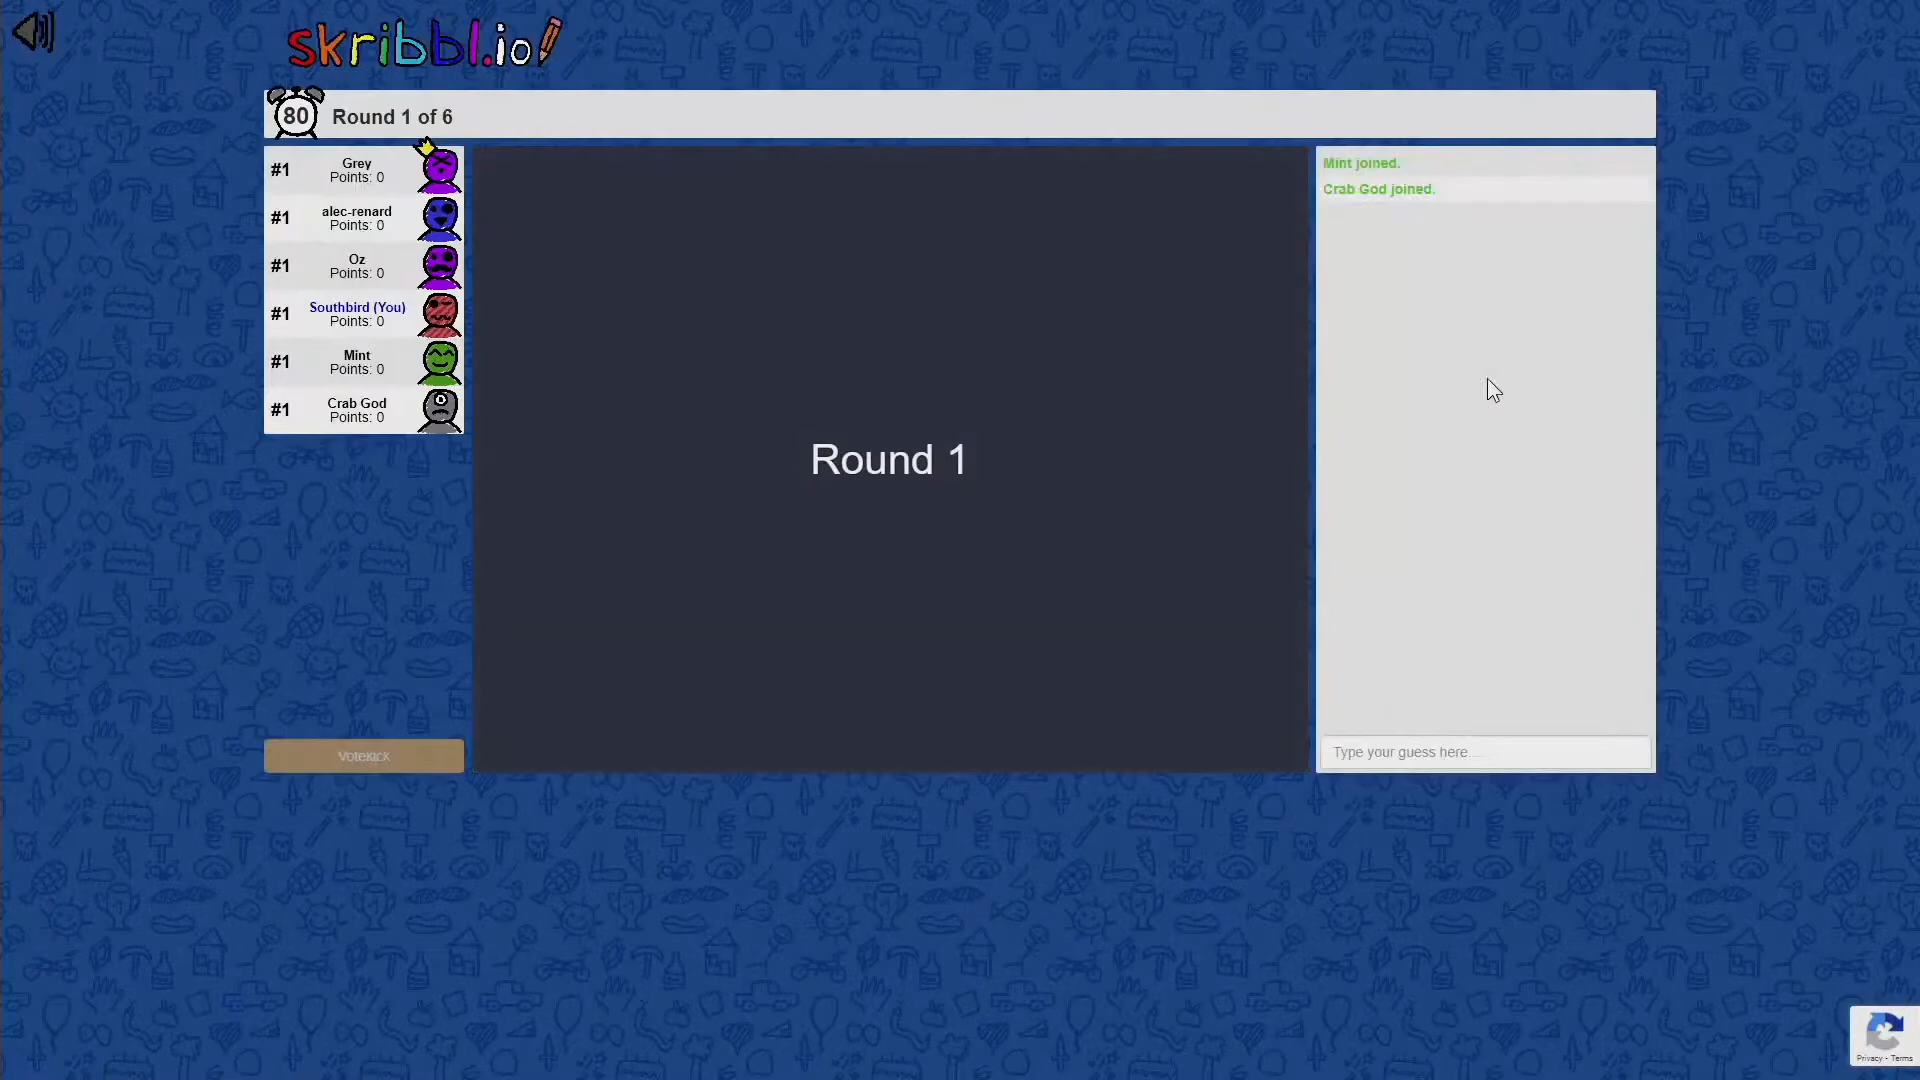 skribbl.io
80
Round 1 of 6
#1
Grey
Points: 0
#1
alec-renard
Points: 0
#1
Oz
Points: 0
#1
Southbird (You)
Points: 0
#1
Mint
Points: 0
#1
Crab God
Points: 0
Votekick
Round 1
Mint joined.
Crab God joined.
Type your guess here...
Privacy - Terms